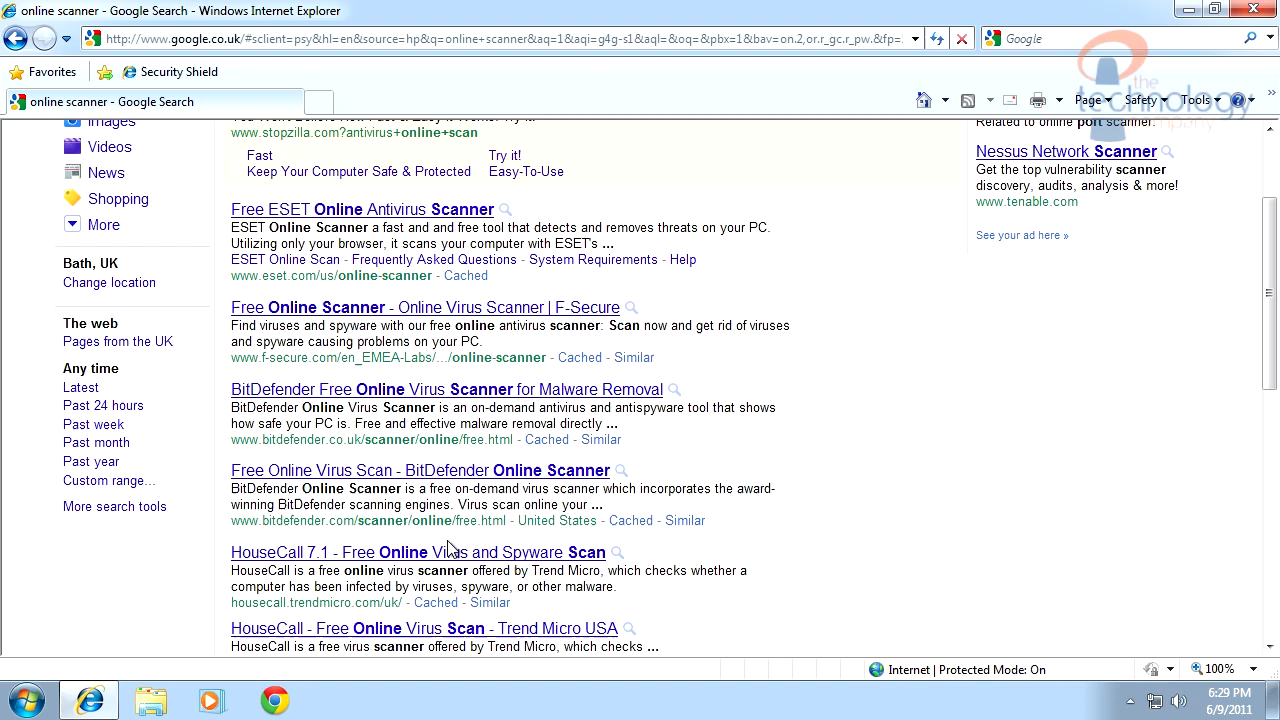 online scanner - Google Search - Windows Internet Explorer
http://www.google.co.uk/#sclient=psy&hl=en&source=hp&q=online+scanner&aq=1&aqi=g4g-s1&aql=&oq=&pbx=1&bav=on.2,or.r_gc.r_pw.&fp=
Google
Favorites
Security Shield
online scanner - Google Search
Page
Safety
Tools
the
technology
company
Images
Videos
News
Shopping
More
Bath, UK
Change location
The web
Pages from the UK
Any time
Latest
Past 24 hours
Past week
Past month
Past year
Custom range...
More search tools
www.stopzilla.com?antivirus+online+scan
Fast
Try it!
Keep Your Computer Safe & Protected
Easy-To-Use
Free ESET Online Antivirus Scanner
ESET Online Scanner a fast and and free tool that detects and removes threats on your PC.
Utilizing only your browser, it scans your computer with ESET's ...
ESET Online Scan - Frequently Asked Questions - System Requirements - Help
www.eset.com/us/online-scanner - Cached
Free Online Scanner - Online Virus Scanner | F-Secure
Find viruses and spyware with our free online antivirus scanner: Scan now and get rid of viruses
and spyware causing problems on your PC.
www.f-secure.com/en_EMEA-Labs/.../online-scanner - Cached - Similar
BitDefender Free Online Virus Scanner for Malware Removal
BitDefender Online Virus Scanner is an on-demand antivirus and antispyware tool that shows
how safe your PC is. Free and effective malware removal directly ...
www.bitdefender.co.uk/scanner/online/free.html - Cached - Similar
Free Online Virus Scan - BitDefender Online Scanner
BitDefender Online Scanner is a free on-demand virus scanner which incorporates the award-
winning BitDefender scanning engines. Virus scan online your ...
www.bitdefender.com/scanner/online/free.html - United States - Cached - Similar
HouseCall 7.1 - Free Online Virus and Spyware Scan
HouseCall is a free online virus scanner offered by Trend Micro, which checks whether a
computer has been infected by viruses, spyware, or other malware.
housecall.trendmicro.com/uk/ - Cached - Similar
HouseCall - Free Online Virus Scan - Trend Micro USA
HouseCall is a free virus scanner offered by Trend Micro, which checks ...
Related to online port scanner:
Nessus Network Scanner
Get the top vulnerability scanner
discovery, audits, analysis & more!
www.tenable.com
See your ad here »
Internet | Protected Mode: On
100%
6:29 PM
6/9/2011